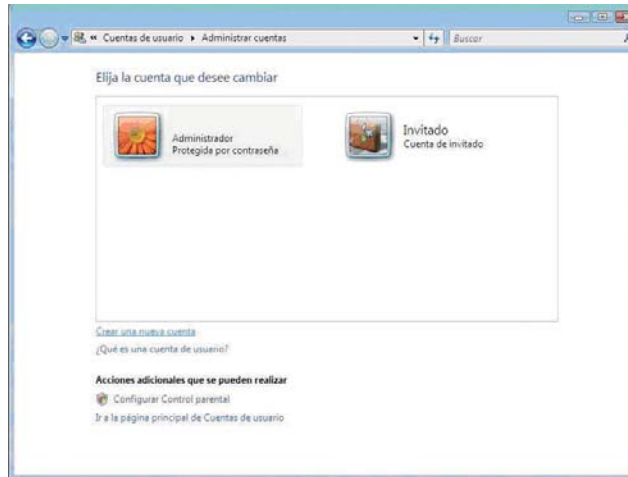 « Cuentas de usuario ▸ Administrar cuentas
Buscar
Elija la cuenta que desee cambiar
Administrador
Protegida por contraseña
Invitado
Cuenta de invitado
Crear una nueva cuenta
¿Qué es una cuenta de usuario?
Acciones adicionales que se pueden realizar
Configurar Control parental
Ir a la página principal de Cuentas de usuario